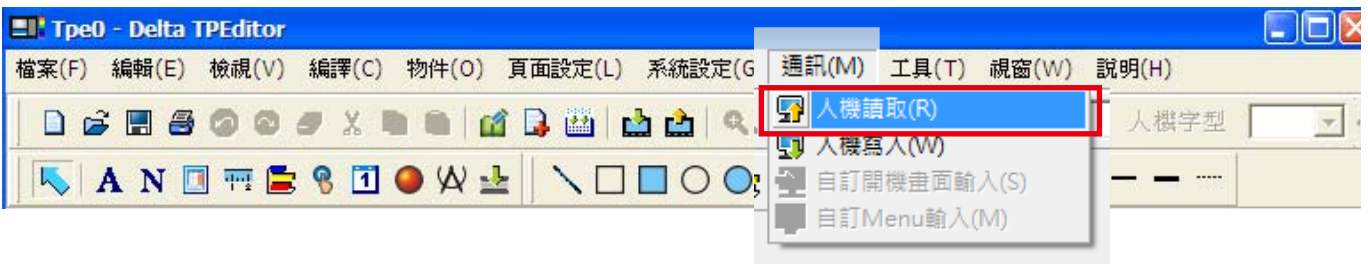 Tpe0 - Delta TPEditor
檔案(F) 編輯(E) 檢視(V) 編譯(C) 物件(O) 頁面設定(L) 系統設定(G 通訊(M) 工具(T) 視窗(W) 說明(H)
人機讀取(R)
人機字型
人機寫入(W)
A N 1
自訂開機畫面輸入(S)
自訂Menu輸入(M)